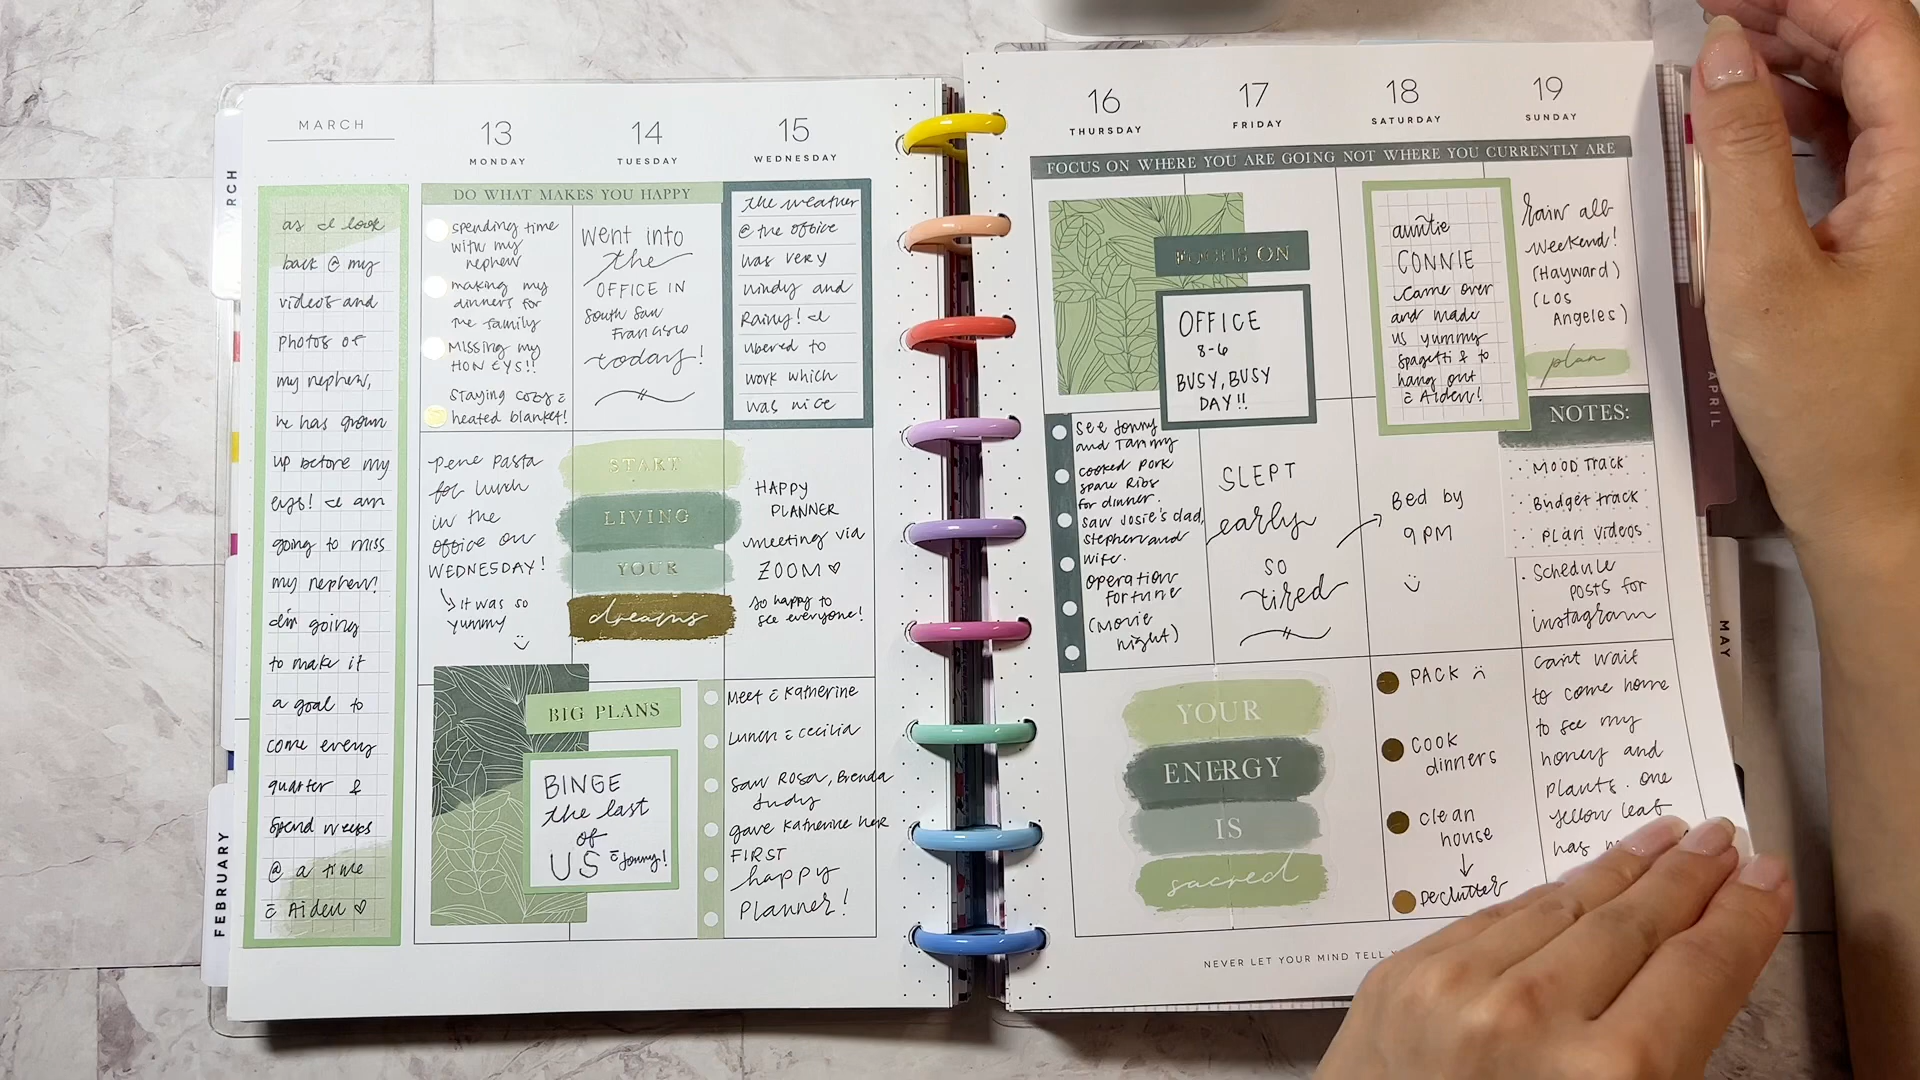 MARCH
13
MONDAY
14
TUESDAY
15
WEDNESDAY
RCH
FEBRUARY
as I look
back @ my
videos and
photos of
my nephew,
he has grown
up before my
eys! I am
going to miss
my nephew!
I'm going
to make it
a goal to
come every
quarter &
spend weeks
@ a time
c̄ Aiden ♡
DO WHAT MAKES YOU HAPPY
spending time
with my
nephew
making my
dinners for
the family
MISSING my
HONEYS!!
STAYING cozy c̄
heated blanket!
Went into
the
OFFICE IN
South San
Francisco
today!
the weather
@ the office
was very
windy and
Rainy! I
ubered to
work which
was nice
pene pasta
for lunch
in the
office on
WEDNESDAY!
It was so
yummy
START
LIVING
YOUR
dreams
HAPPY
PLANNER
meeting via
ZOOM ♡
so happy to
see everyone!
BIG PLANS
BINGE
the last
of
US c̄ Jonny!
Meet c̄ Katherine
Lunch c̄ cecilia
Saw Rosa, Brenda
Judy
gave Katherine her
FIRST
happy
Planner!
16
THURSDAY
17
FRIDAY
18
SATURDAY
19
SUNDAY
FOCUS ON WHERE YOU ARE GOING NOT WHERE YOU CURRENTLY ARE
FOCUS ON
OFFICE
8-6
BUSY, BUSY
DAY!!
auntie
CONNIE
came over
and made
us yummy
spagetti & to
hang out
c̄ Aiden!
Rain all
weekend!
(Hayward)
(LOS
Angeles)
plan
see Jonny
and Tammy
cooked pork
spare Ribs
for dinner.
saw Josie's dad,
Stephen and
wife.
operation
fortune
(movie
night)
SLEPT
early
SO
tired
Bed by
9PM
NOTES:
· MOOD Track
· Budget track
· Plan videos
· Schedule
posts for
instagram
YOUR
ENERGY
IS
sacred
PACK
COOK
dinners
clean
house
Declutter
can't wait
to come home
to see my
honey and
plants. one
yellow leaf
has
NEVER LET YOUR MIND TELL
APRIL
MAY